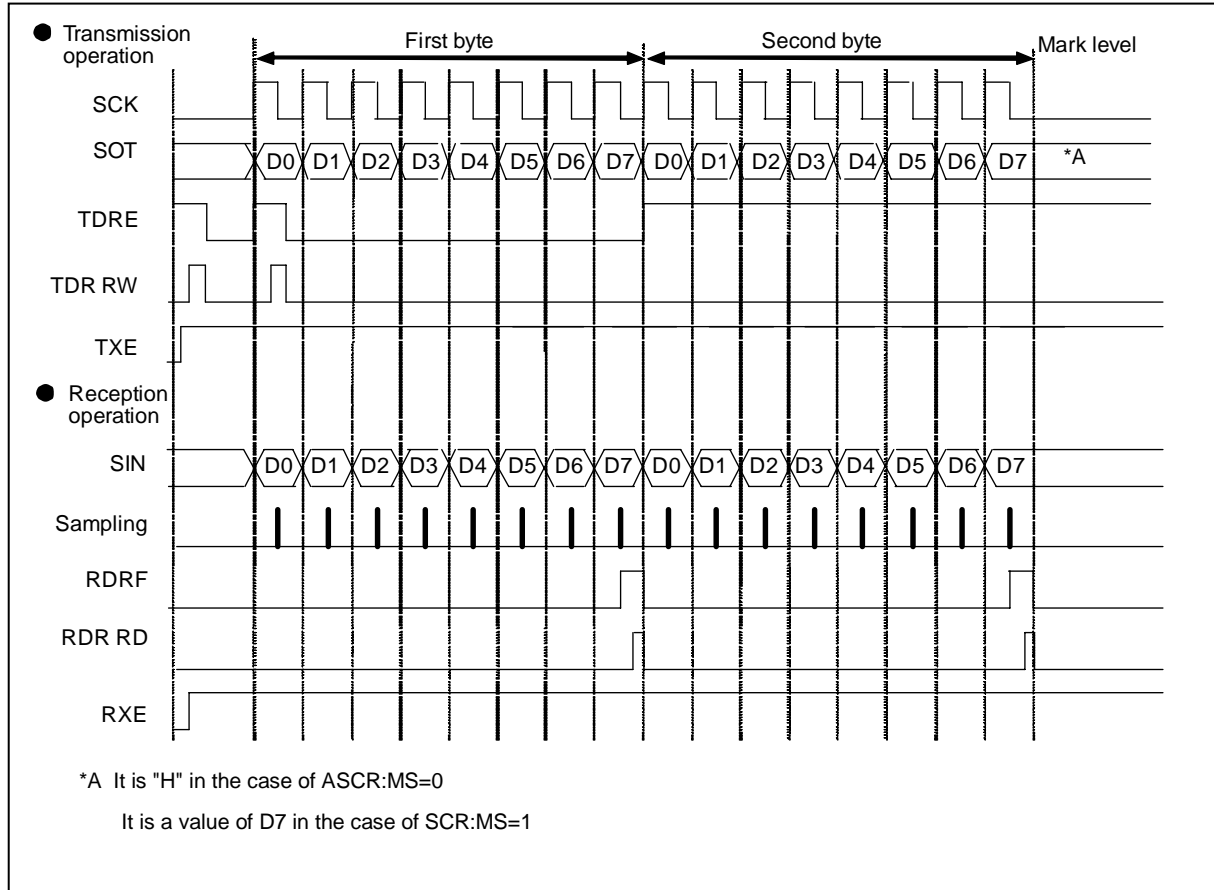 ● Transmission operation
First byte
Second byte
Mark level
SCK
SOT
D0 D1 D2 D3 D4 D5 D6 D7 D0 D1 D2 D3 D4 D5 D6 D7
*A
TDRE
TDR RW
TXE
● Reception operation
SIN
D0 D1 D2 D3 D4 D5 D6 D7 D0 D1 D2 D3 D4 D5 D6 D7
Sampling
RDRF
RDR RD
RXE
*A It is "H" in the case of ASCR:MS=0
It is a value of D7 in the case of SCR:MS=1